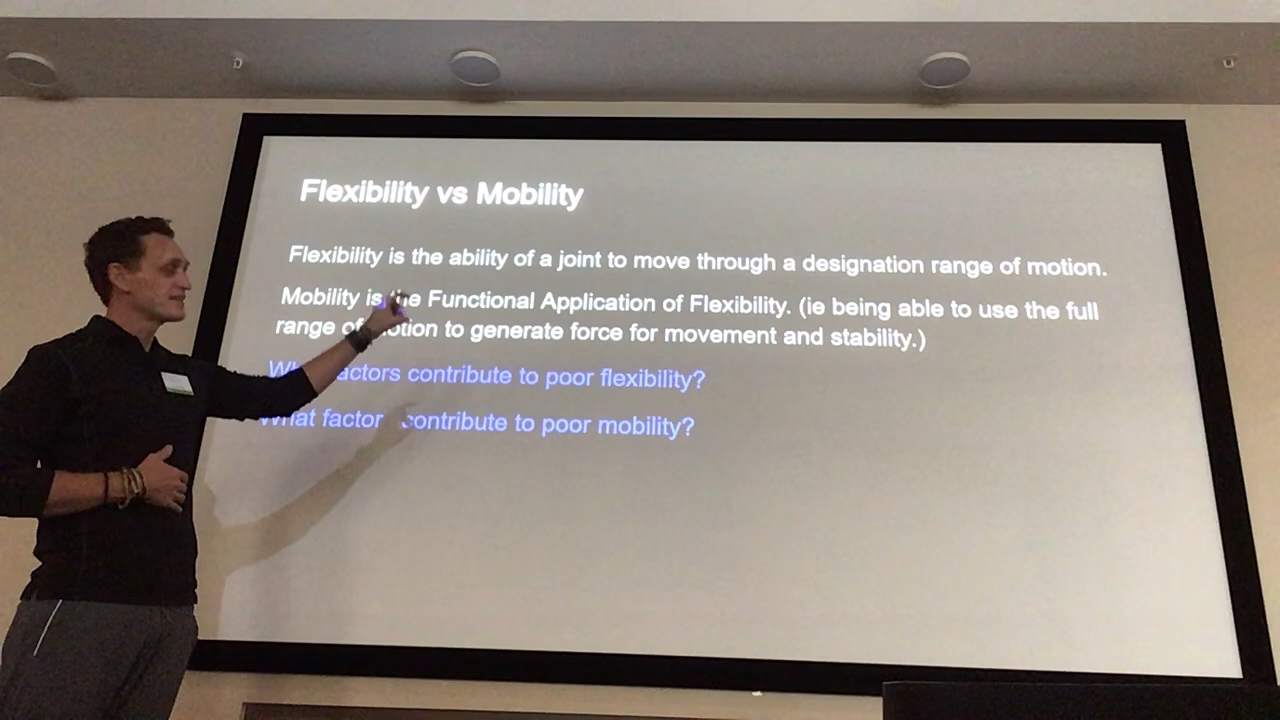 Flexibility vs Mobility
Flexibility is the ability of a joint to move through a designation range of motion.
Mobility is the Functional Application of Flexibility. (ie being able to use the full
range of motion to generate force for movement and stability.)
What factors contribute to poor flexibility?
What factor contribute to poor mobility?